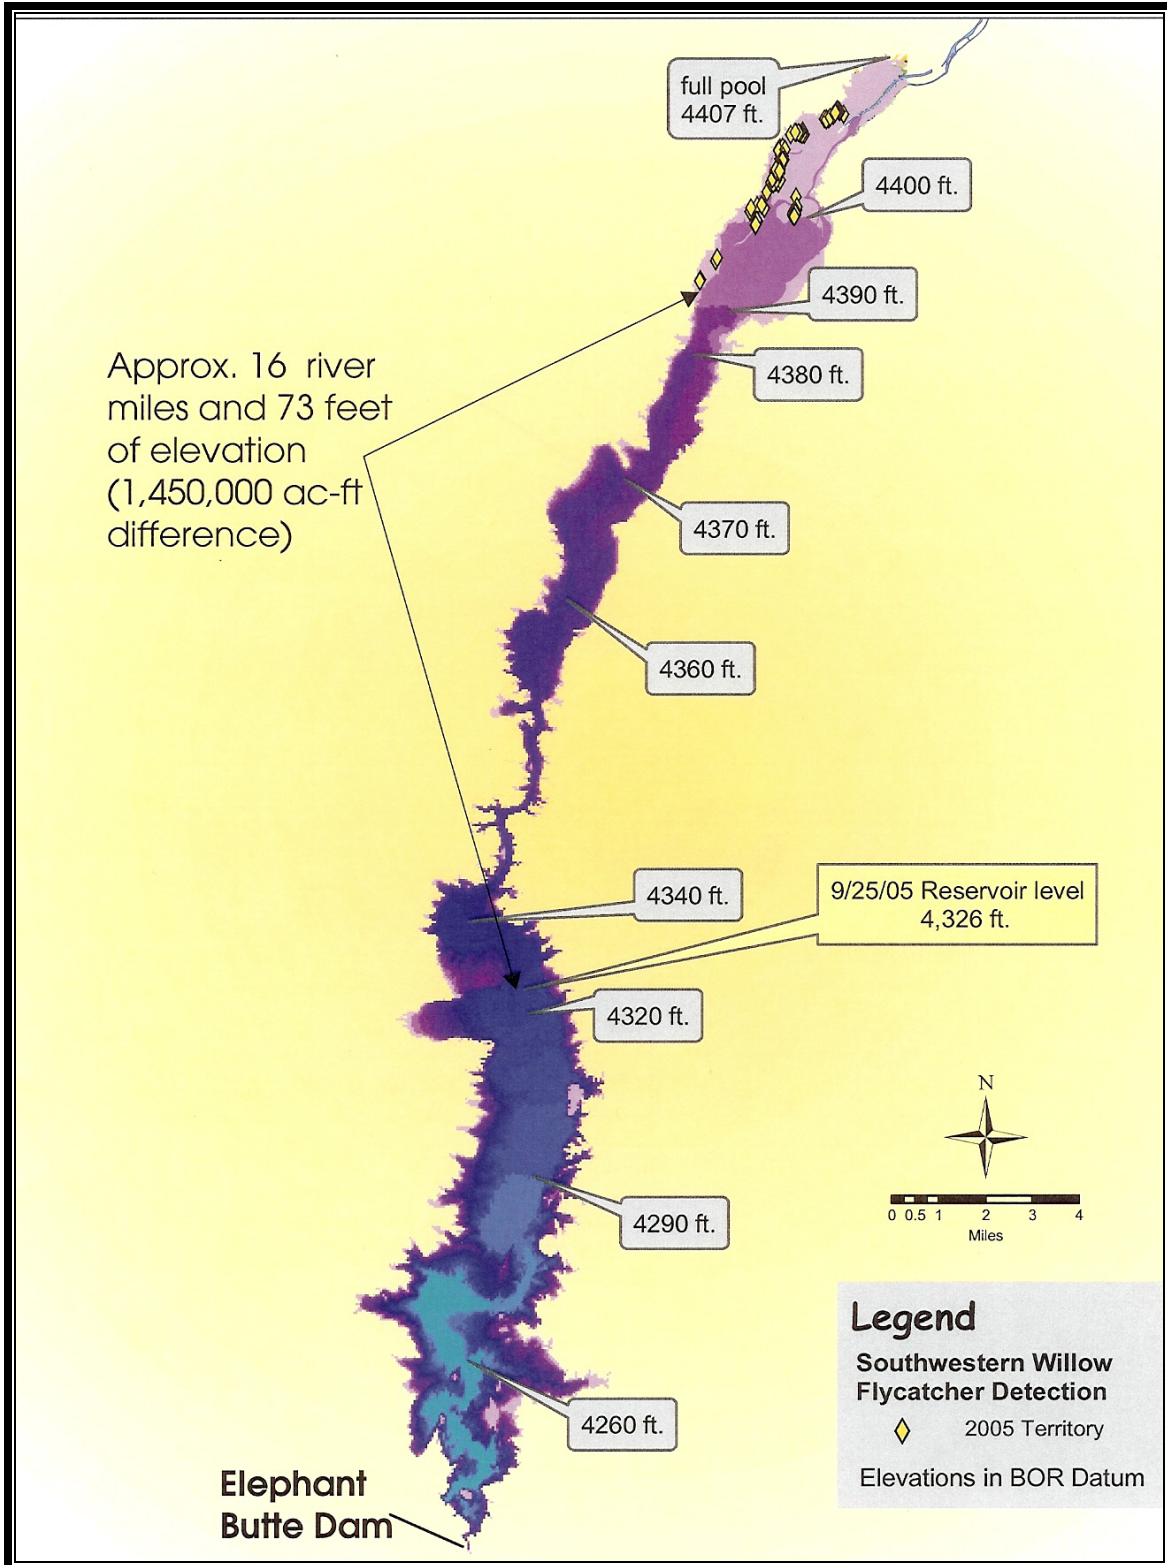 full pool
4407 ft.
4400 ft.
4390 ft.
4380 ft.
Approx. 16 river
miles and 73 feet
of elevation
(1,450,000 ac-ft
difference)
4370 ft.
4360 ft.
4340 ft.
9/25/05 Reservoir level
4,326 ft.
4320 ft.
N
0 0.5 1 2 3 4
Miles
4290 ft.
Legend
Southwestern Willow
Flycatcher Detection
2005 Territory
Elevations in BOR Datum
4260 ft.
Elephant
Butte Dam